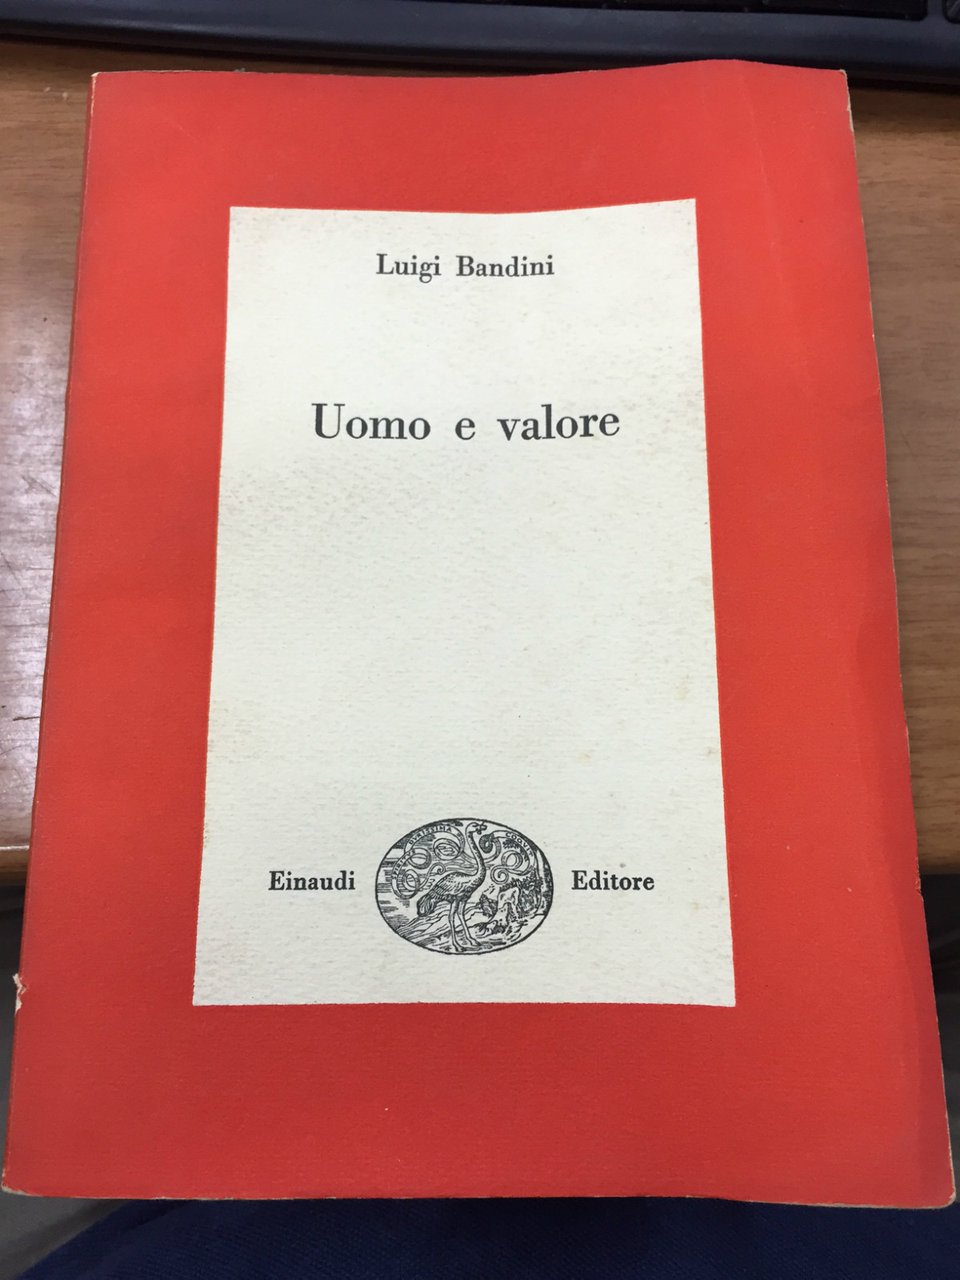 Luigi Bandini
Uomo e valore
Einaudi
Editore